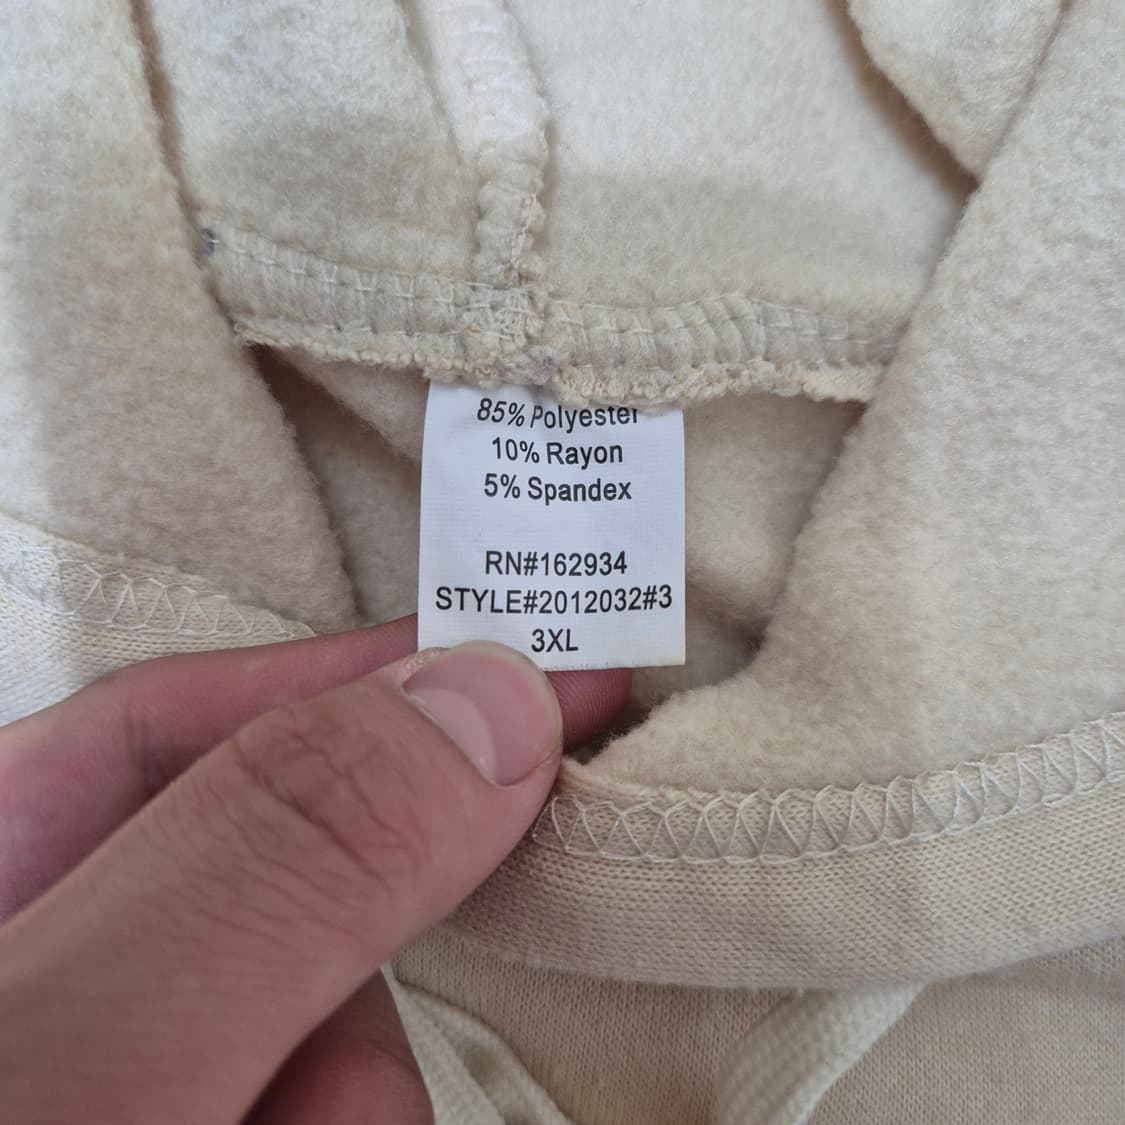 85% Polyester
10% Rayon
5% Spandex
RN#162934
STYLE#2012032#3
3XL